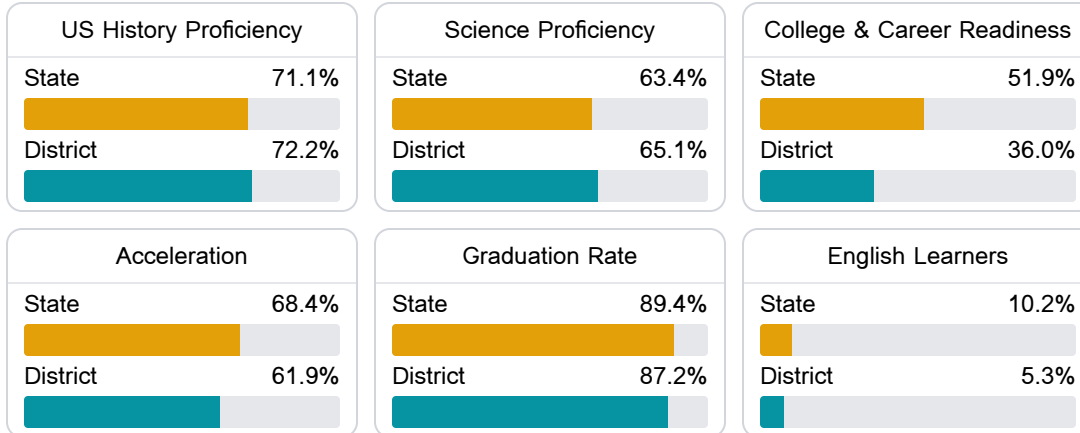 US History Proficiency
State 71.1%
District 72.2%
Science Proficiency
State 63.4%
District 65.1%
College & Career Readiness
State 51.9%
District 36.0%
Acceleration
State 68.4%
District 61.9%
Graduation Rate
State 89.4%
District 87.2%
English Learners
State 10.2%
District 5.3%